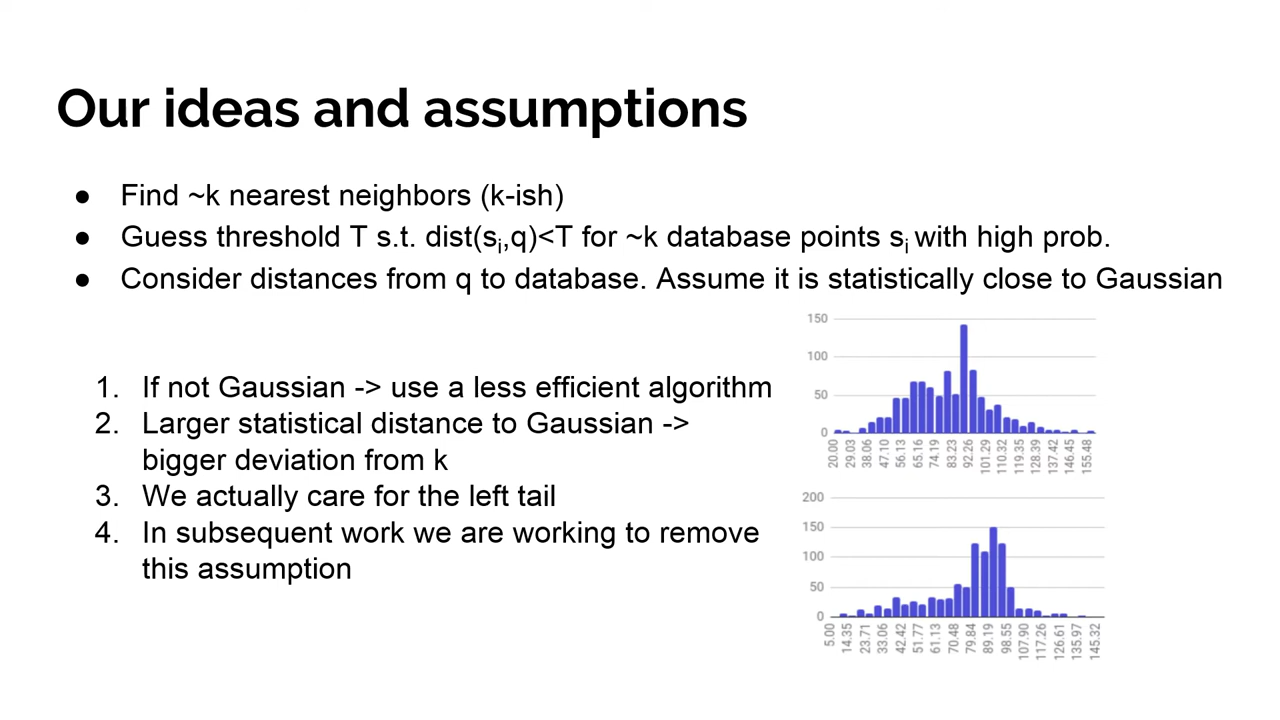 Our ideas and assumptions
● Find ~k nearest neighbors (k-ish)
● Guess threshold T s.t. dist(si,q)<T for ~k database points si with high prob.
● Consider distances from q to database. Assume it is statistically close to Gaussian
1. If not Gaussian -> use a less efficient algorithm
2. Larger statistical distance to Gaussian ->
bigger deviation from k
3. We actually care for the left tail
4. In subsequent work we are working to remove
this assumption
150
100
50
0
20.00 29.03 38.06 47.10 56.13 65.16 74.19 83.23 92.26 101.29 110.32 119.35 128.39 137.42 146.45 155.48
200
150
100
50
0
5.00 14.35 23.71 33.06 42.42 51.77 61.13 70.48 79.84 89.19 98.55 107.90 117.26 126.61 135.97 145.32